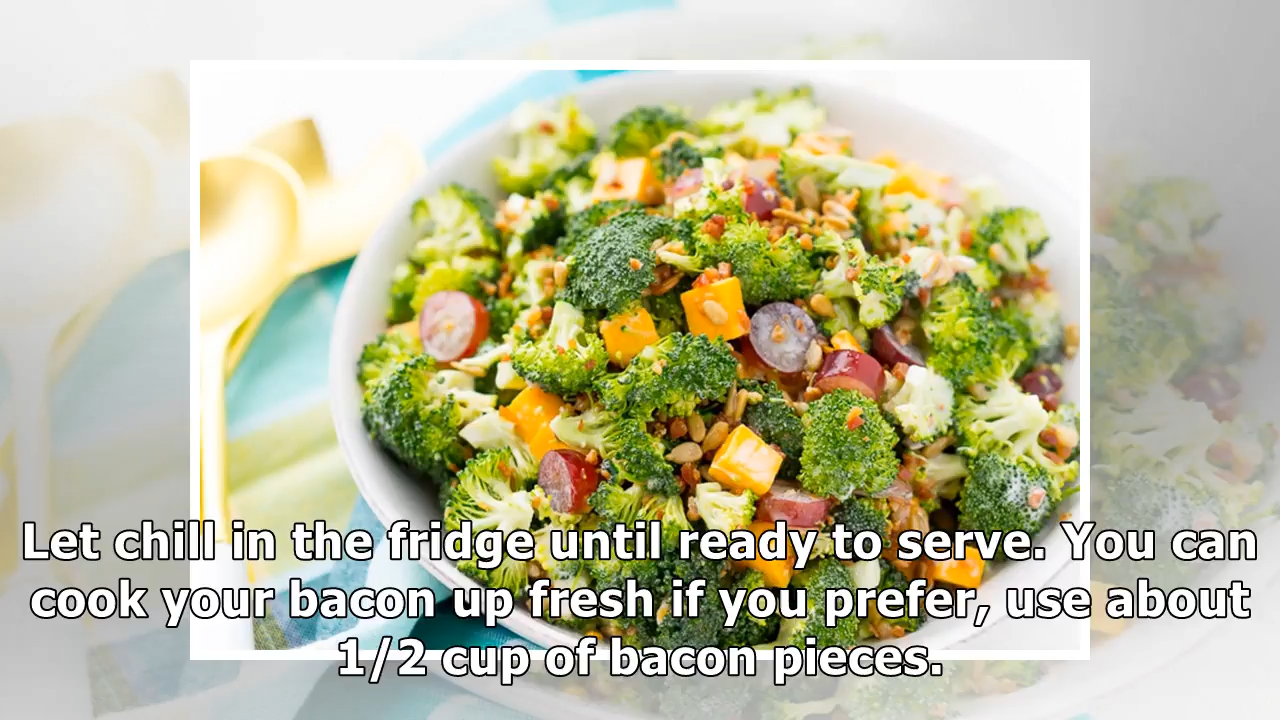 Let chill in the fridge until ready to serve. You can
cook your bacon up fresh if you prefer, use about
1/2 cup of bacon pieces.